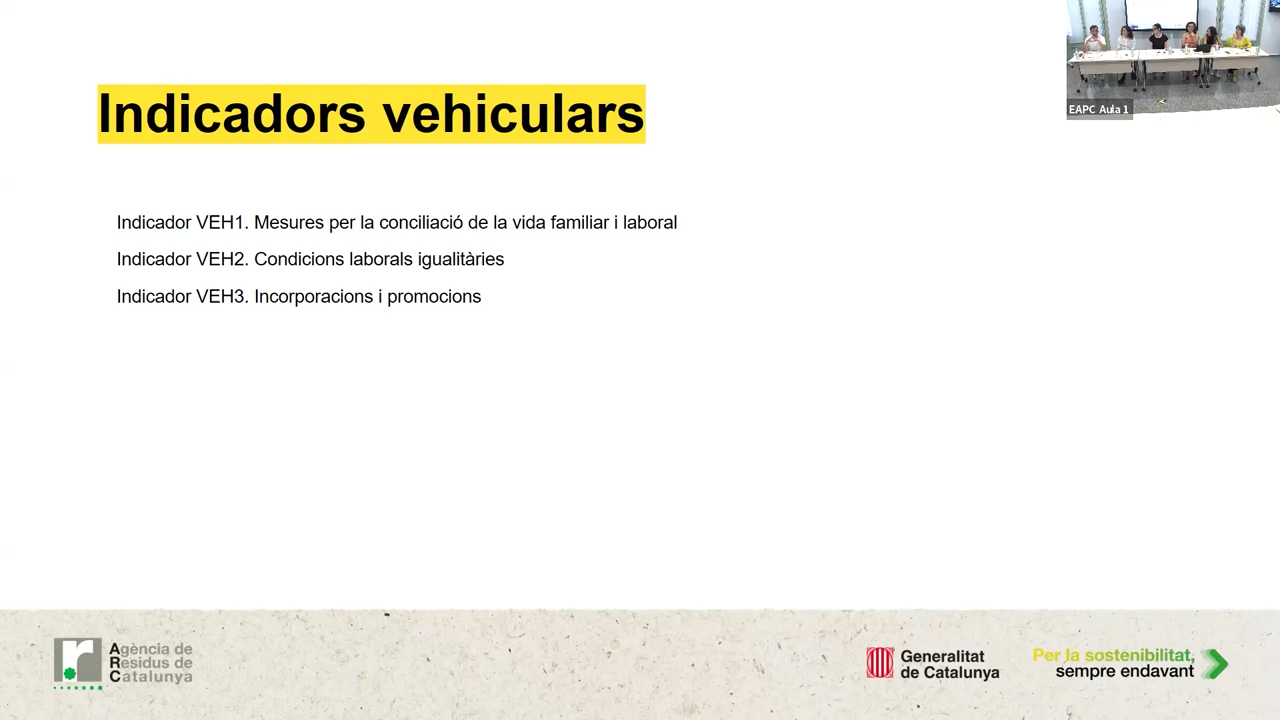 Indicadors vehiculars
EAPC Aula 1
Indicador VEH1. Mesures per la conciliació de la vida familiar i laboral
Indicador VEH2. Condicions laborals igualitàries
Indicador VEH3. Incorporacions i promocions
Agència de
Residus de
Catalunya
Generalitat
de Catalunya
Per la sostenibilitat,
sempre endavant